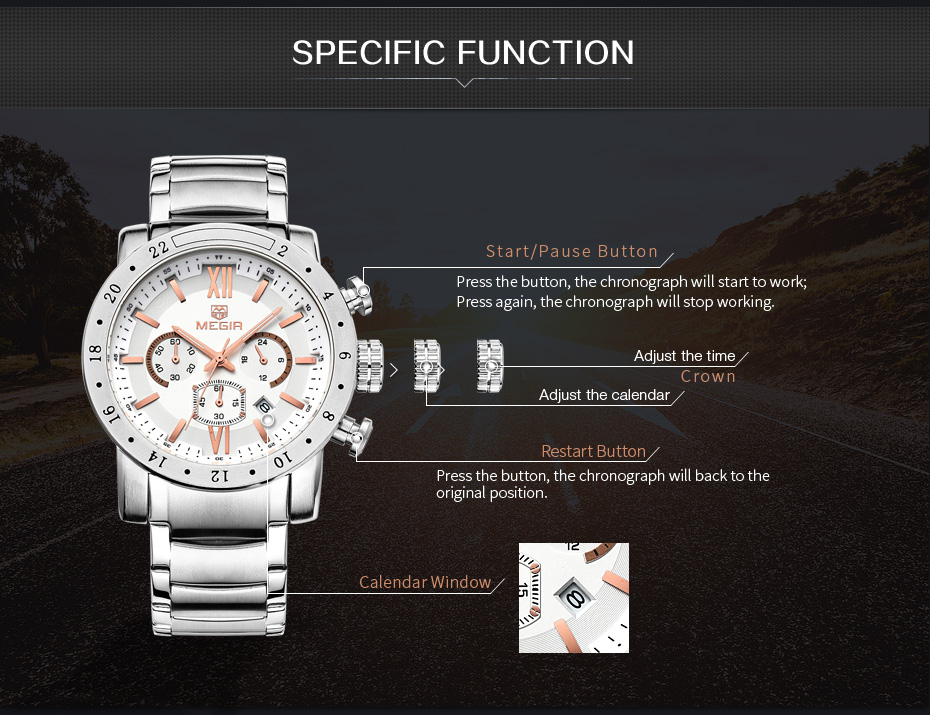 SPECIFIC FUNCTION
Start/Pause Button
Press the button, the chronograph will start to work;
Press again, the chronograph will stop working.
Adjust the time
Crown
Adjust the calendar
Restart Button
Press the button, the chronograph will back to the
original position.
Calendar Window
22
2
20
4
18
6
16
8
14
12
10
XII
VI
MEGIR
60
50
10
40
20
30
24
18
6
12
60
45
15
30
8
12
15
8